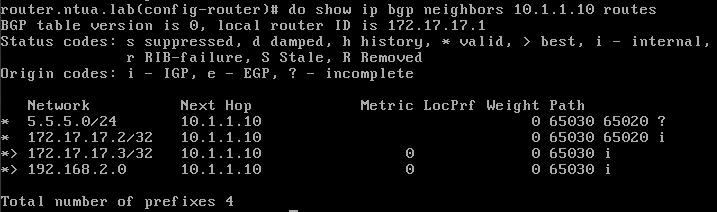 router.ntua.lab(config-router)# do show ip bgp neighbors 10.1.1.10 routes
BGP table version is 0, local router ID is 172.17.17.1
Status codes: s suppressed, d damped, h history, * valid, > best, i - internal,
              r RIB-failure, S Stale, R Removed
Origin codes: i - IGP, e - EGP, ? - incomplete

   Network          Next Hop            Metric LocPrf Weight Path
*  5.5.5.0/24       10.1.1.10                              0 65030 65020 ?
*  172.17.17.2/32   10.1.1.10                              0 65030 65020 i
*> 172.17.17.3/32   10.1.1.10                0             0 65030 i
*> 192.168.2.0      10.1.1.10                0             0 65030 i

Total number of prefixes 4